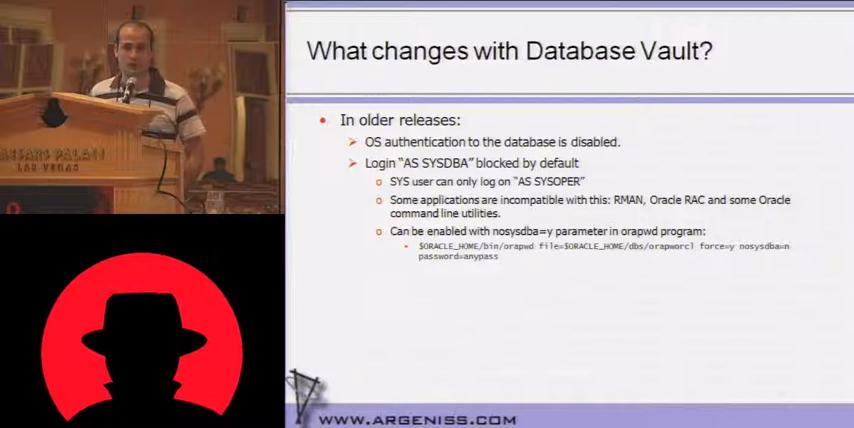 What changes with Database Vault?
In older releases:
OS authentication to the database is disabled.
Login “AS SYSDBA” blocked by default
SYS user can only log on “AS SYSOPER”
Some applications are incompatible with this: RMAN, Oracle RAC and some Oracle
command line utilities.
Can be enabled with nosysdba=y parameter in orapwd program:
$ORACLE_HOME/bin/orapwd file=$ORACLE_HOME/dbs/orapworcl force=y nosysdba=n
password=anypass
WWW.ARGENISS.COM
CAESARS PALACE
LAS VEGAS